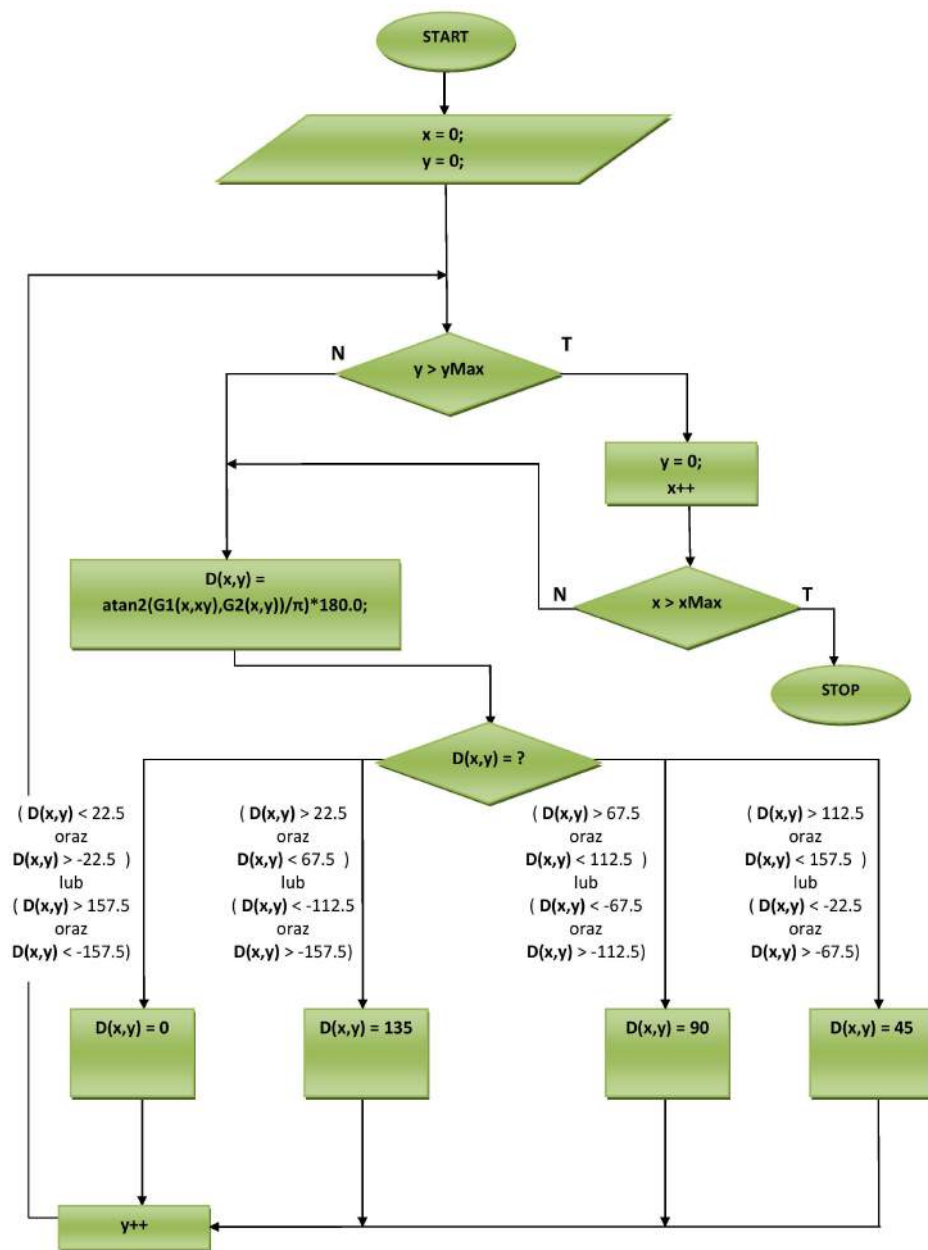 START
x = 0;
y = 0;
N
T
y > yMax
y = 0;
x++
D(x,y) =
atan2(G1(x,xy),G2(x,y))/π)*180.0;
N
T
x > xMax
STOP
D(x,y) = ?
( D(x,y) < 22.5
oraz
D(x,y) > -22.5 )
lub
( D(x,y) > 157.5
oraz
D(x,y) < -157.5)
( D(x,y) > 22.5
oraz
D(x,y) < 67.5 )
lub
( D(x,y) < -112.5
oraz
D(x,y) > -157.5)
( D(x,y) > 67.5
oraz
D(x,y) < 112.5 )
lub
( D(x,y) < -67.5
oraz
D(x,y) > -112.5)
( D(x,y) > 112.5
oraz
D(x,y) < 157.5 )
lub
( D(x,y) < -22.5
oraz
D(x,y) > -67.5)
D(x,y) = 0
D(x,y) = 135
D(x,y) = 90
D(x,y) = 45
y++